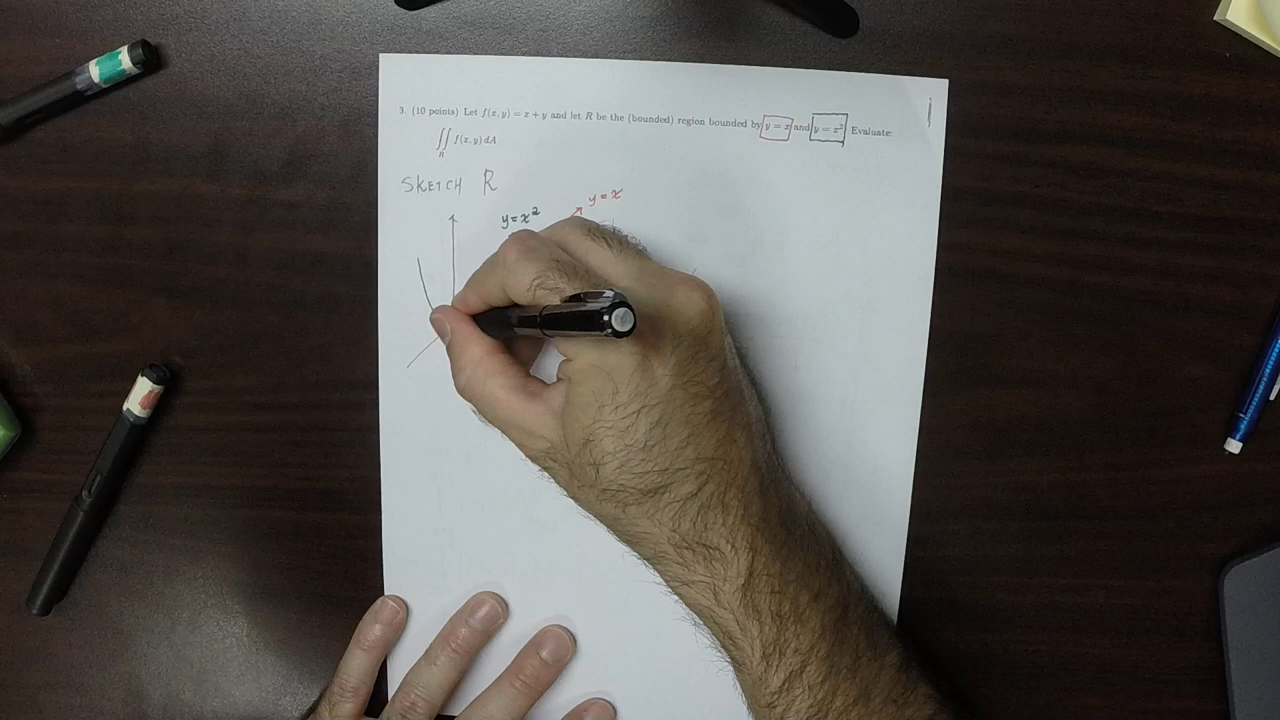 3. (10 points) Let f(x, y) = x + y and let R be the (bounded) region bounded by y = x and y = x². Evaluate:
∬_R f(x, y) dA
SKETCH R
y=x²
y=x